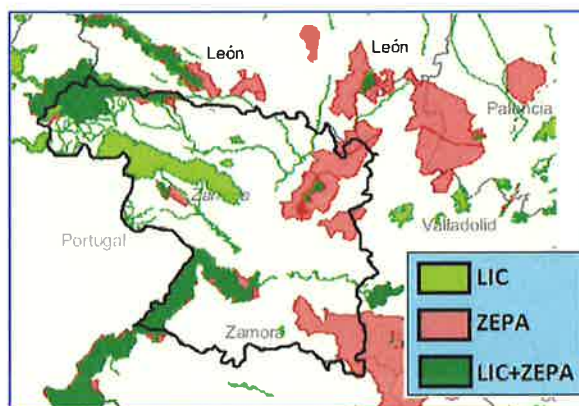 León
León
Palencia
Portugal
Valladolid
Zamora
LIC
ZEPA
LIC+ZEPA